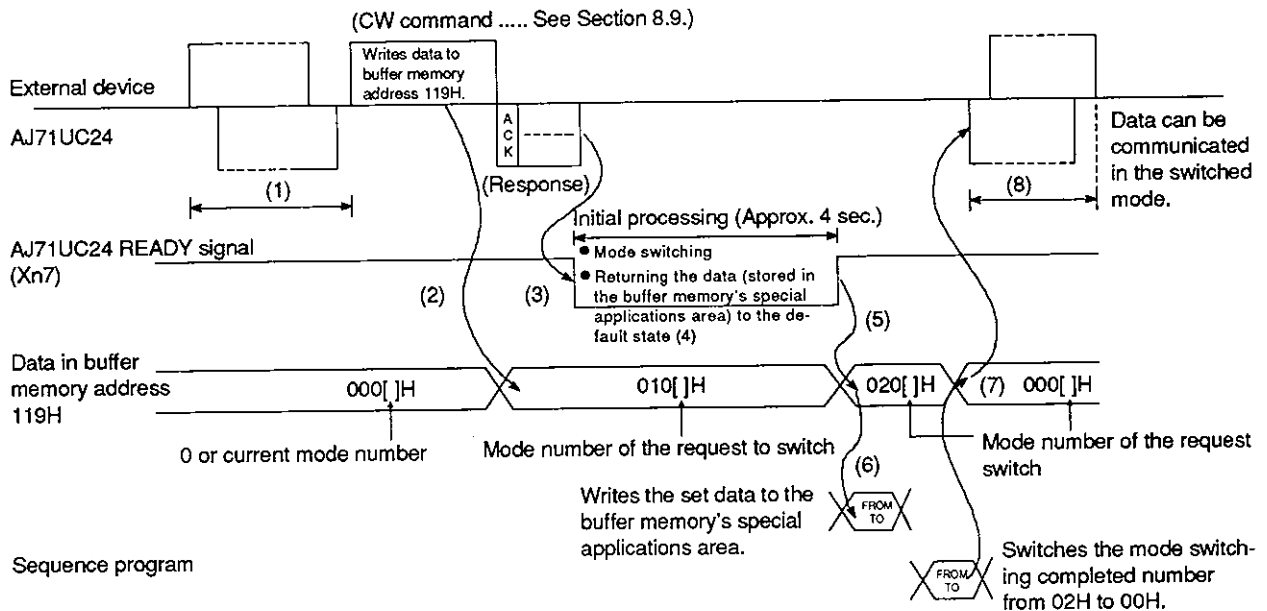 (CW command ..... See Section 8.9.)
Writes data to
buffer memory
address 119H.
External device
AJ71UC24
A
C
K
(Response)
(1)
(8)
Data can be
communicated
in the switched
mode.
Initial processing (Approx. 4 sec.)
AJ71UC24 READY signal
(Xn7)
● Mode switching
● Returning the data (stored
in the buffer memory's special
applications area) to the de-
fault state (4)
(2)
(3)
(5)
Data in buffer
memory address
119H
000[ ]H
010[ ]H
020[ ]H
(7)
000[ ]H
0 or current mode number
Mode number of the request to switch
Mode number of the request
switch
(6)
Writes the set data to the
buffer memory's special
applications area.
FROM
TO
Sequence program
FROM
TO
Switches the mode switch-
ing completed number
from 02H to 00H.